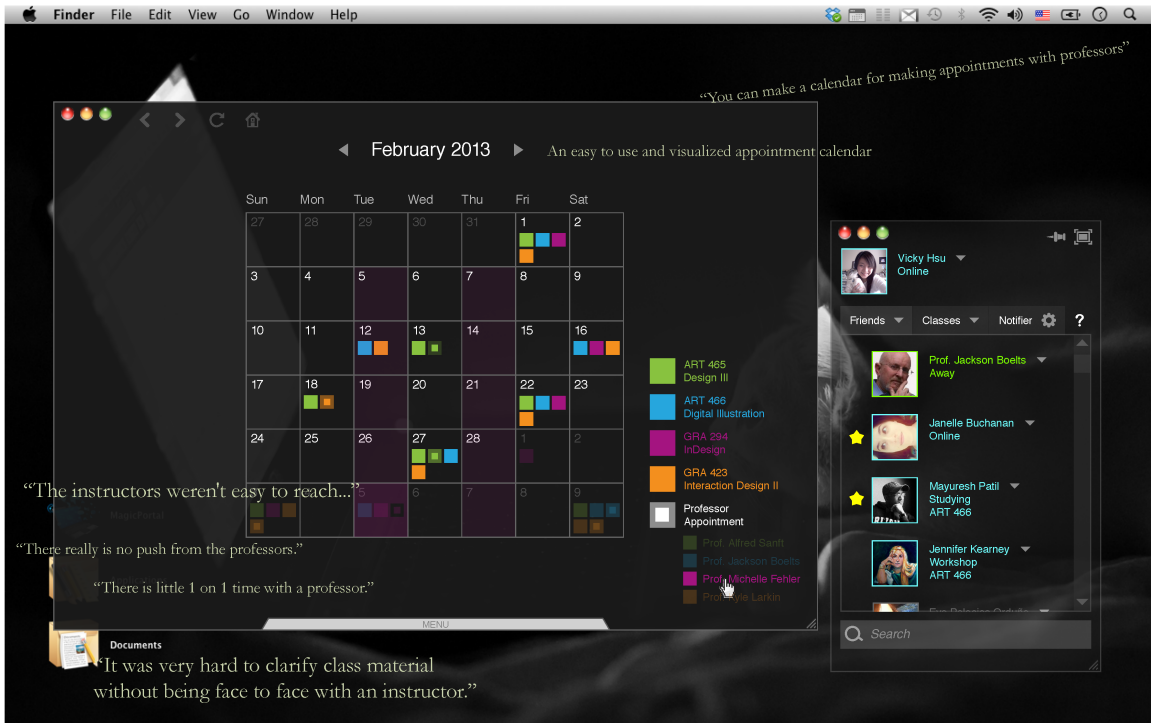 Finder File Edit View Go Window Help
“You can make a calendar for making appointments with professors”
February 2013
An easy to use and visualized appointment calendar
Sun Mon Tue Wed Thu Fri Sat
27 28 29 30 31 1 2
3 4 5 6 7 8 9
10 11 12 13 14 15 16
17 18 19 20 21 22 23
24 25 26 27 28 1 2
5 6 7 8 9
ART 465
Design III
ART 466
Digital Illustration
GRA 294
InDesign
GRA 423
Interaction Design II
Professor
Appointment
Prof. Alfred Sanft
Prof. Jackson Boelts
Prof. Michelle Fehler
Prof. Kyle Larkin
MENU
“The instructors weren't easy to reach...”
“There really is no push from the professors.”
“There is little 1 on 1 time with a professor.”
Documents
“It was very hard to clarify class material
without being face to face with an instructor.”
Vicky Hsu
Online
Friends Classes Notifier ?
Prof. Jackson Boelts
Away
Janelle Buchanan
Online
Mayuresh Patil
Studying
ART 466
Jennifer Kearney
Workshop
ART 466
Search